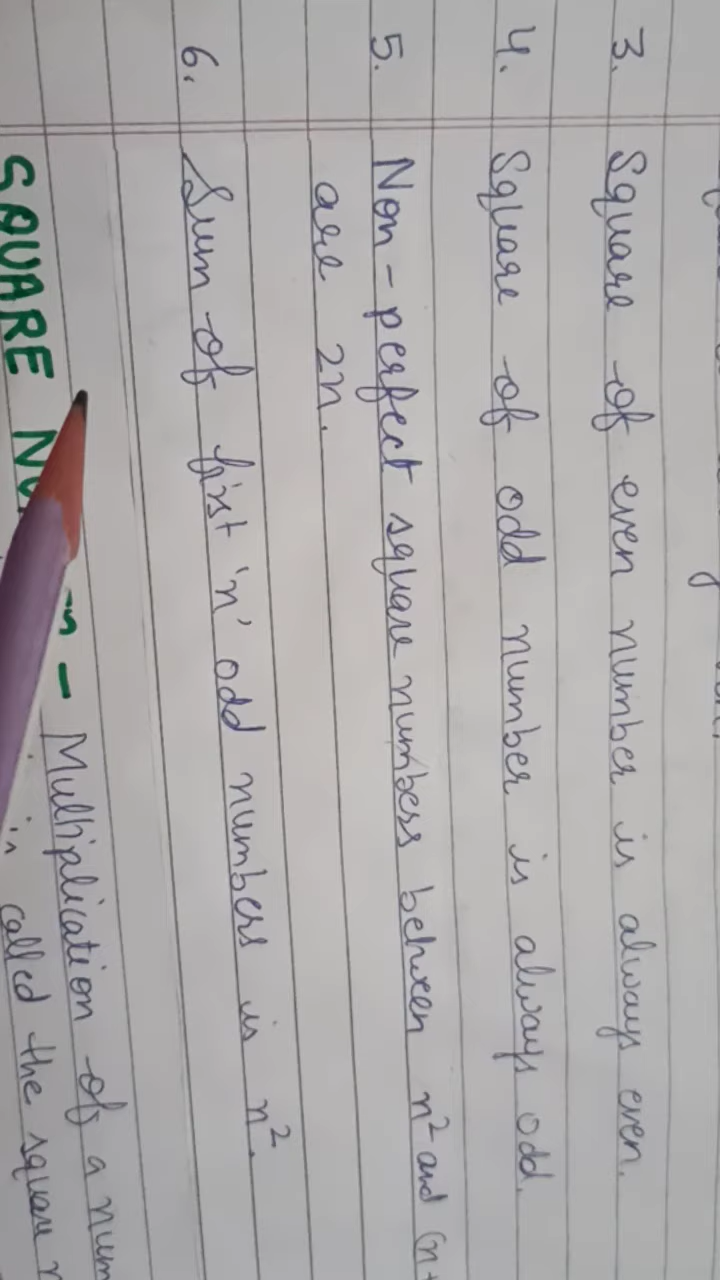 3. Square of even number is always even.
4. Square of odd number is always odd.
5. Non-perfect square numbers between n² and (n+
are 2n.
6. Sum of first 'n' odd numbers is n².
SQUARE - Multiplication of a num
called the square